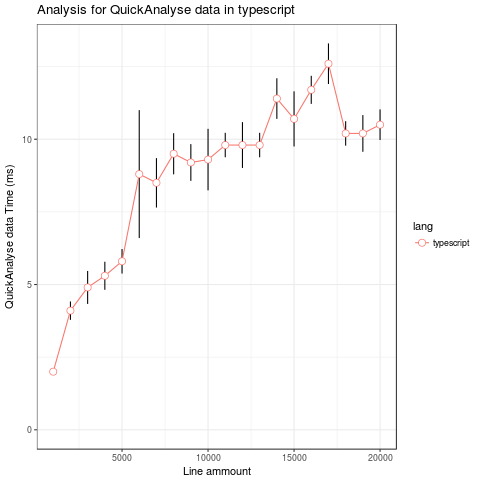 Analysis for QuickAnalyse data in typescript
QuickAnalyse data Time (ms)
10
5
0
5000
10000
15000
20000
Line ammount
lang
typescript